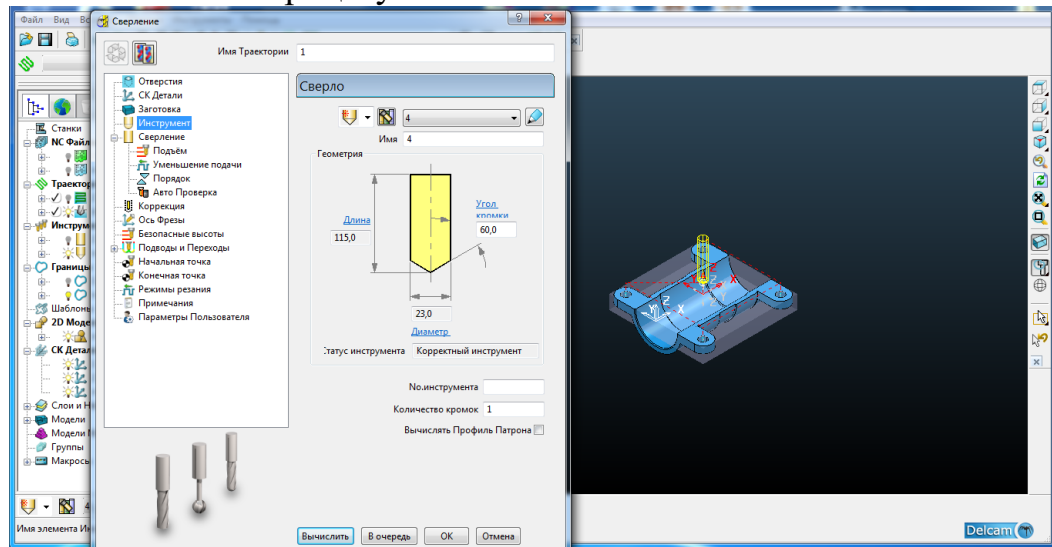 Файл Вид
Сверление
Имя Траектории 1
Отверстия
СК Детали
Заготовка
Инструмент
Сверление
Подъём
Уменьшение подачи
Порядок
Авто Проверка
Коррекция
Ось Фрезы
Безопасные высоты
Подводы и Переходы
Начальная точка
Конечная точка
Режимы резания
Примечания
Параметры Пользователя
Сверло
4
Имя 4
Геометрия
Длина
115,0
Угол
кромки
60,0
23,0
Диаметр
Статус инструмента Корректный инструмент
No.инструмента
Количество кромок 1
Вычислять Профиль Патрона
Вычислить В очередь OK Отмена
Станки
NC Файл
Траектор
Инструм
Границы
Шаблоны
2D Моде
СК Детал
Слои и Н
Модели
Модели
Группы
Макросы
4
Имя элемента
Z
X
Y
Z
X
Delcam